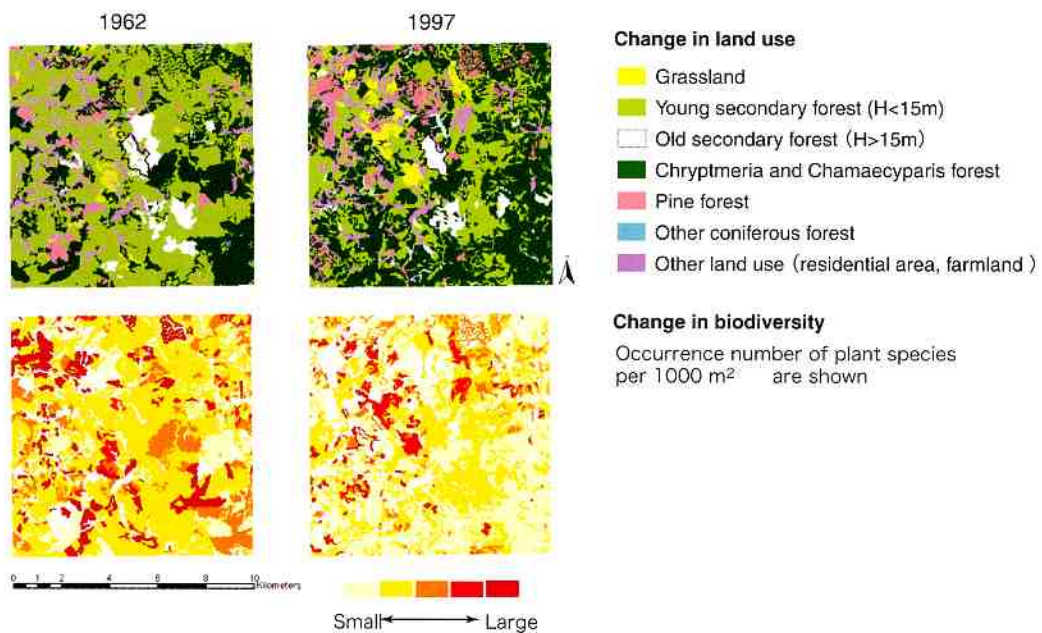 1962
1997
Change in land use
Grassland
Young secondary forest (H<15m)
Old secondary forest (H>15m)
Chryptmeria and Chamaecyparis forest
Pine forest
Other coniferous forest
Other land use (residential area, farmland )
Change in biodiversity
Occurrence number of plant species
per 1000 m² are shown
0 1 2 4 6 8 10
Kilometers
Small Large